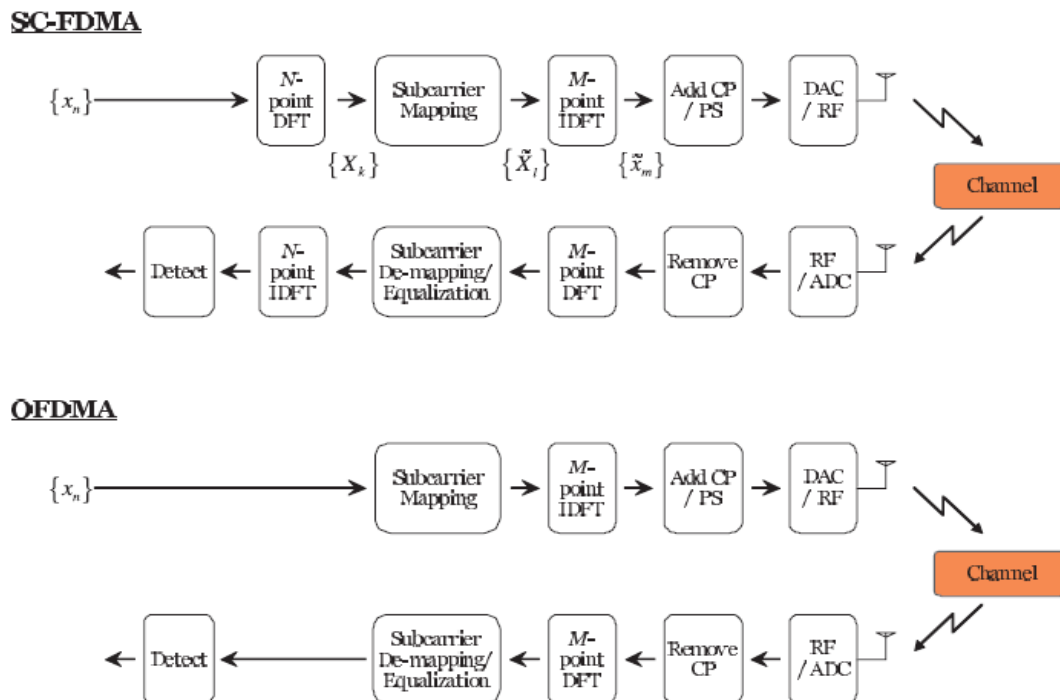 SC-FDMA
{x_n}
N-
point
DFT
Subcarrier
Mapping
M-
point
IDFT
Add CP
/ PS
DAC
/ RF
{X_k}
{X̃_l}
{x̃_m}
Channel
Detect
N-
point
IDFT
Subcarrier
De-mapping/
Equalization
M-
point
DFT
Remove
CP
RF
/ ADC
OFDMA
{x_n}
Subcarrier
Mapping
M-
point
IDFT
Add CP
/ PS
DAC
/ RF
Channel
Detect
Subcarrier
De-mapping/
Equalization
M-
point
DFT
Remove
CP
RF
/ ADC